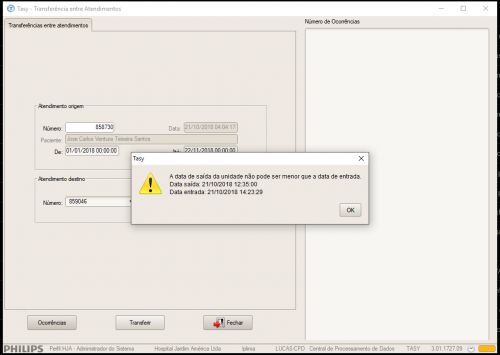 Tasy - Transferência entre Atendimentos
Transferências entre atendimentos
Número de Ocorrências
Atendimento origem
Número: 858730 Data: 21/10/2018 04:04:17
Paciente: Jose Carlos Ventura Teixeira Santos
De: 01/01/2018 00:00:00 Até: 22/11/2018 00:00:00
Tasy
A data de saída da unidade não pode ser menor que a data de entrada.
Data saída: 21/10/2018 12:35:00
Data entrada: 21/10/2018 14:23:29
OK
Atendimento destino
Número: 859046
Ocorrências Transferir Fechar
PHILIPS Perfil HJA - Administrador do Sistema Hospital Jardim América Ltda lplima LUCAS-CPD Central de Processamento de Dados TASY 3.01.1727.09